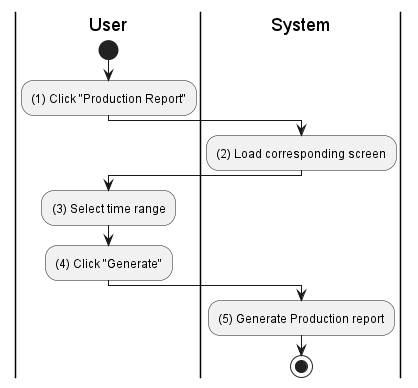 User
System
(1) Click "Production Report"
(2) Load corresponding screen
(3) Select time range
(4) Click "Generate"
(5) Generate Production report